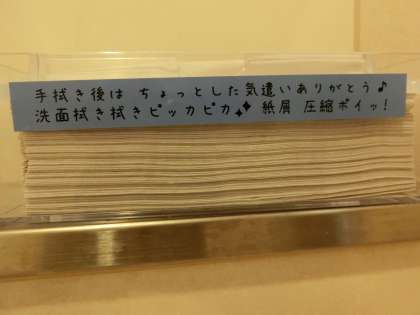 手拭き後は ちょっとした気遣いありがとう♪
洗面拭き拭きピッカピカ✨ 紙屑 圧縮ポイッ!